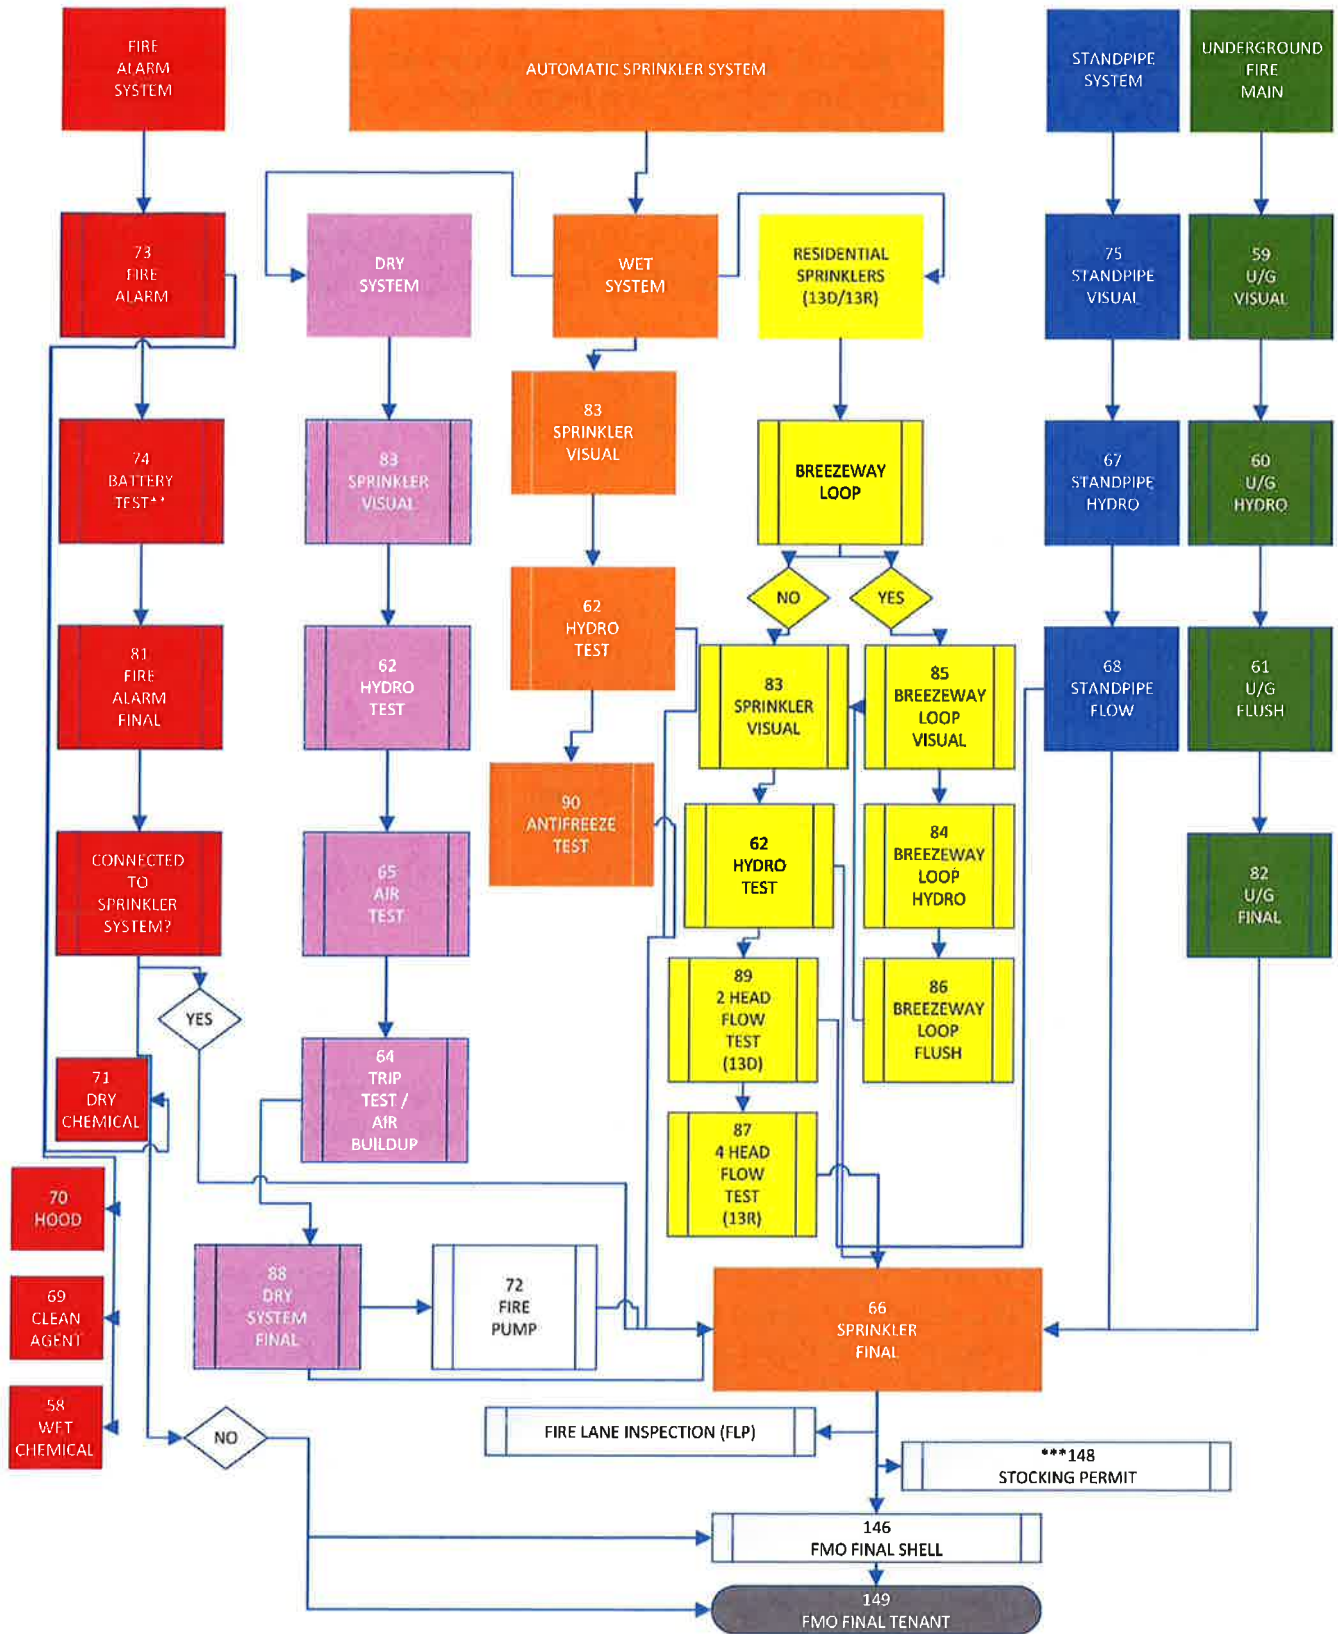 FIRE
ALARM
SYSTEM
AUTOMATIC SPRINKLER SYSTEM
STANDPIPE
SYSTEM
UNDERGROUND
FIRE
MAIN
73
FIRE
ALARM
DRY
SYSTEM
WET
SYSTEM
RESIDENTIAL
SPRINKLERS
(13D/13R)
75
STANDPIPE
VISUAL
59
U/G
VISUAL
74
BATTERY
TEST**
83
SPRINKLER
VISUAL
83
SPRINKLER
VISUAL
BREEZEWAY
LOOP
67
STANDPIPE
HYDRO
60
U/G
HYDRO
NO
YES
81
FIRE
ALARM
FINAL
62
HYDRO
TEST
62
HYDRO
TEST
83
SPRINKLER
VISUAL
85
BREEZEWAY
LOOP
VISUAL
68
STANDPIPE
FLOW
61
U/G
FLUSH
CONNECTED
TO
SPRINKLER
SYSTEM?
65
AIR
TEST
90
ANTIFREEZE
TEST
62
HYDRO
TEST
84
BREEZEWAY
LOOP
HYDRO
82
U/G
FINAL
YES
89
2 HEAD
FLOW
TEST
(13D)
86
BREEZEWAY
LOOP
FLUSH
71
DRY
CHEMICAL
64
TRIP
TEST /
AIR
BUILDUP
87
4 HEAD
FLOW
TEST
(13R)
70
HOOD
88
DRY
SYSTEM
FINAL
72
FIRE
PUMP
66
SPRINKLER
FINAL
69
CLEAN
AGENT
58
WET
CHEMICAL
NO
FIRE LANE INSPECTION (FLP)
***148
STOCKING PERMIT
146
FMO FINAL SHELL
149
FMO FINAL TENANT